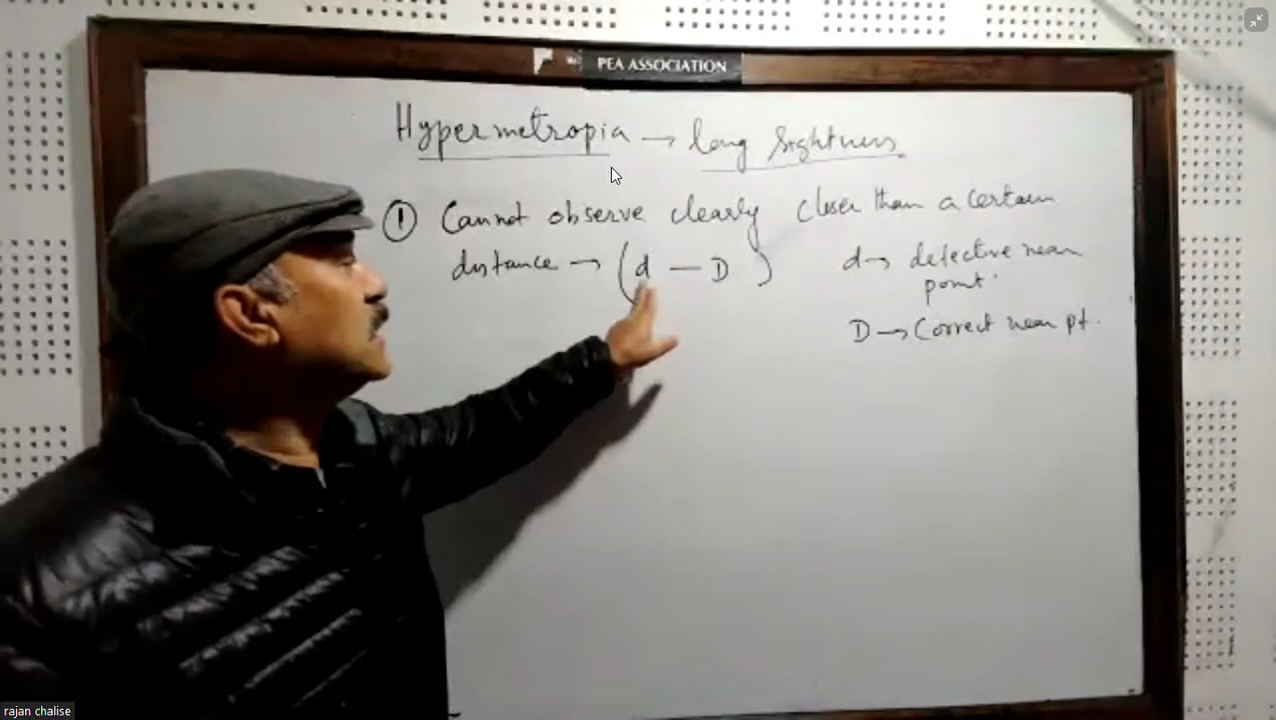 PEA ASSOCIATION
Hypermetropia → long sightness
① Cannot observe clearly closer than a certain
distance → (d — D)
d → defective near
point
D → Correct near pt.
rajan chalise